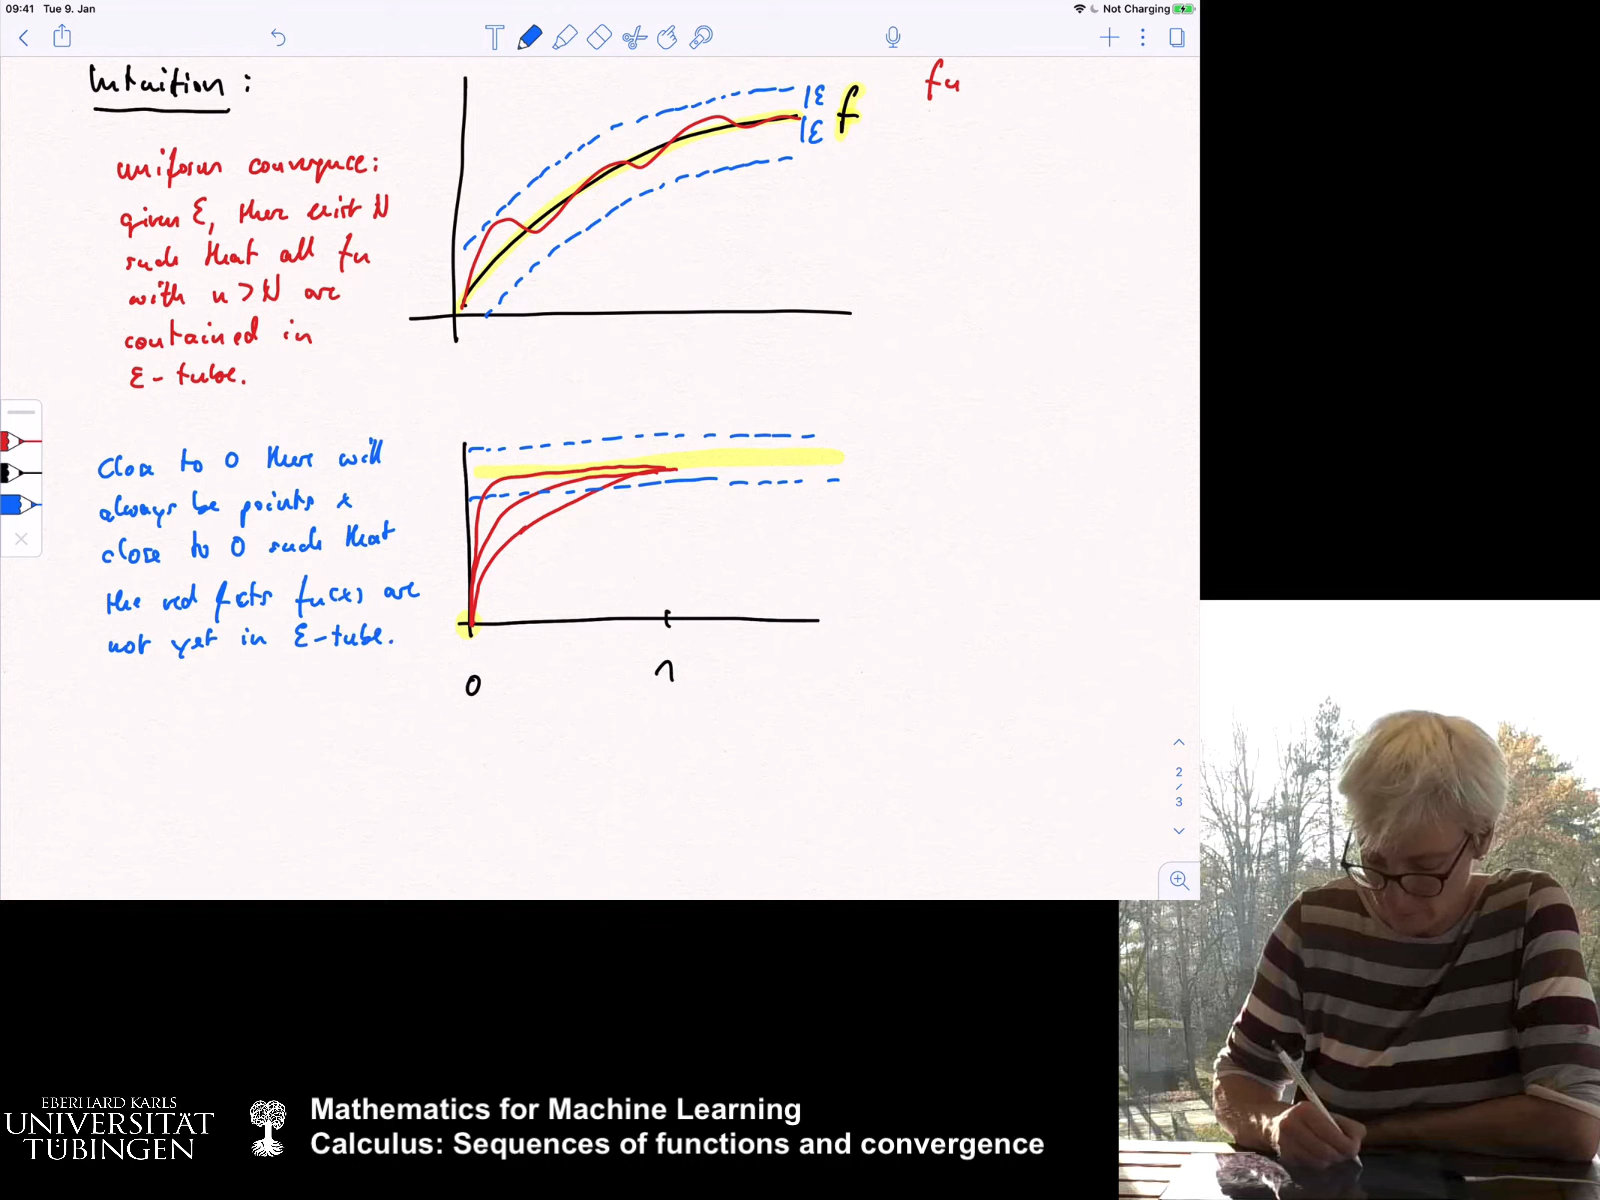 09:41 Tue 9. Jan
Not Charging
Intuition:
fn
f
ε
ε
uniform convergence:
given ε, there exist N
such that all fn
with n > N are
contained in
ε-tube.
Close to 0 there will
always be points x
close to 0 such that
the red fcts fn(x) are
not yet in ε-tube.
0
1
2
/
3
EBERHARD KARLS
UNIVERSITÄT
TÜBINGEN
Mathematics for Machine Learning
Calculus: Sequences of functions and convergence